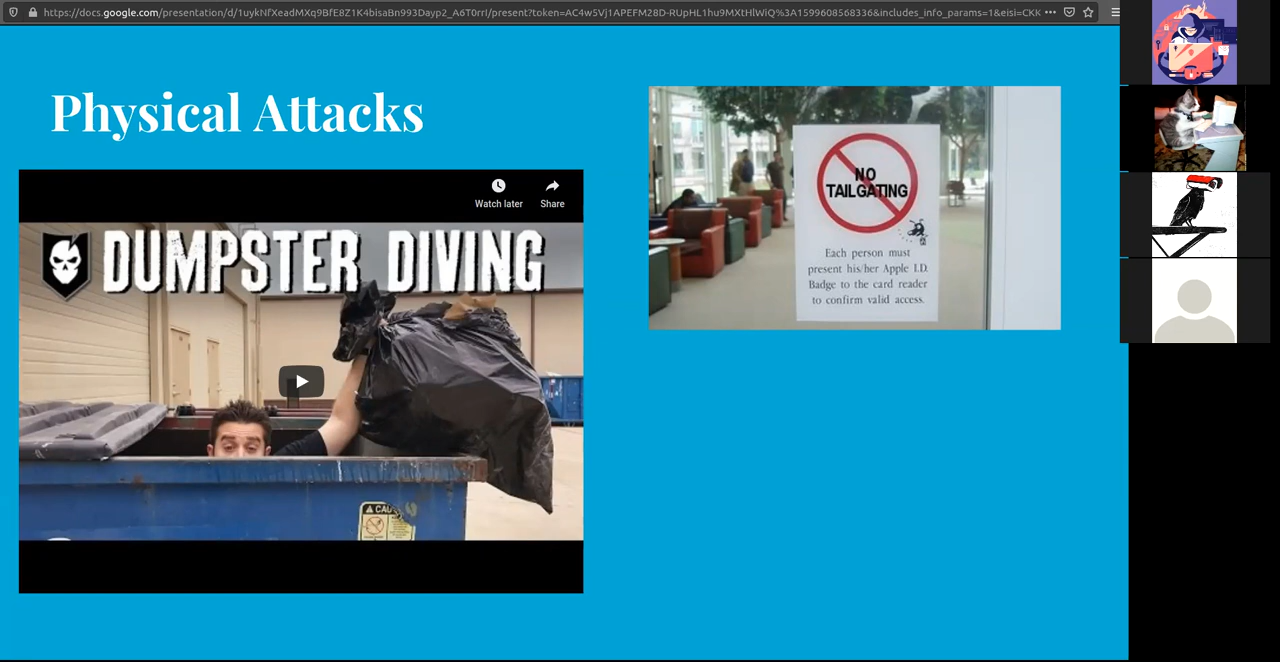 https://docs.google.com/presentation/d/1uykNfXeadMXq9BfE8Z1K4bisaBn993Dayp2_A6T0rrI/present?token=AC4w5Vj1APEFM28D-RUpHL1hu9MXtHlWiQ%3A1599608568336&includes_info_params=1&eisi=CKK
Physical Attacks
Watch later
Share
DUMPSTER DIVING
NO
TAILGATING
Each person must
present his/her Apple I.D.
Badge to the card reader
to confirm valid access.